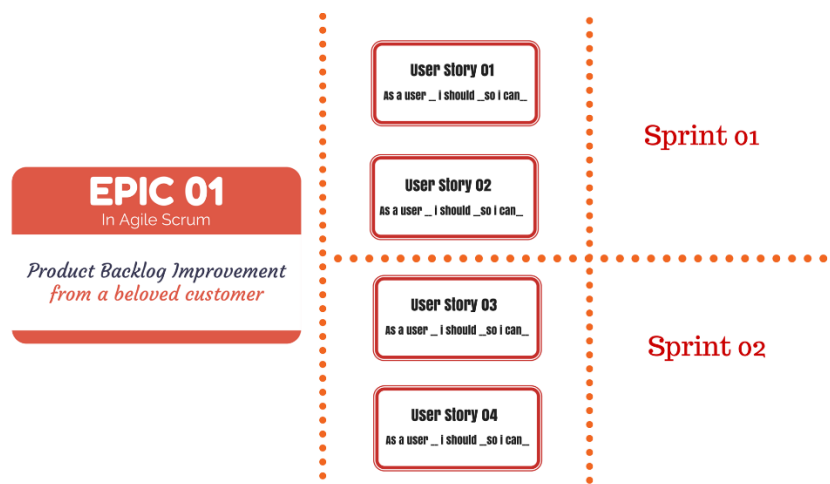 EPIC 01
In Agile Scrum
Product Backlog Improvement
from a beloved customer
User Story 01
As a user _ i should _so i can_
User Story 02
As a user _ i should _so i can_
Sprint 01
User Story 03
As a user _ i should _so i can_
User Story 04
As a user _ i should _so i can_
Sprint 02